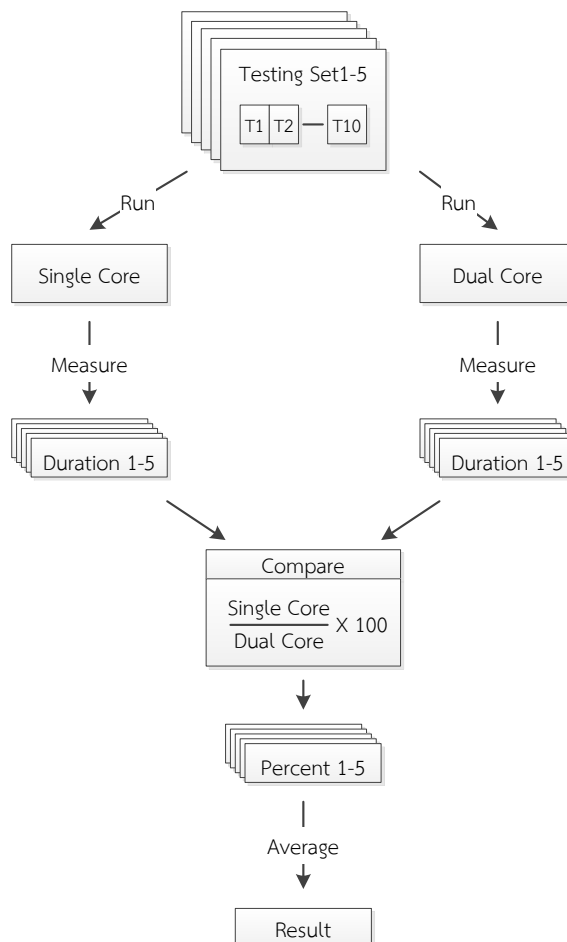 Testing Set1-5
T1 T2 T10
Run Run
Single Core Dual Core
Measure Measure
Duration 1-5 Duration 1-5
Compare
Single Core
Dual Core
X 100
Percent 1-5
Average
Result